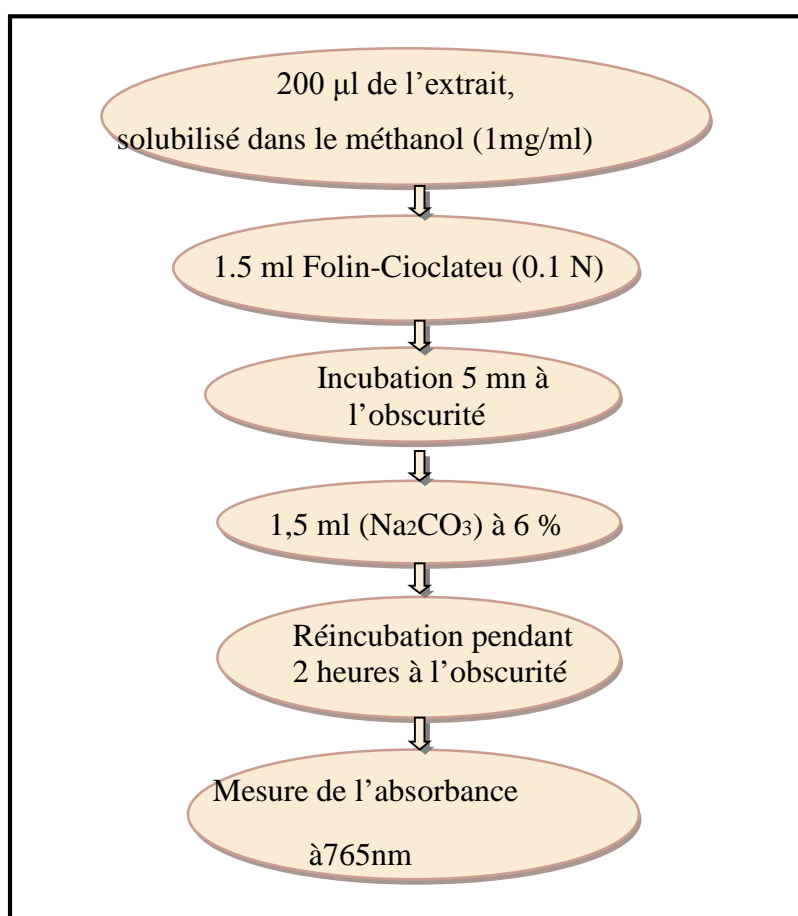 200 µl de l’extrait,
solubilisé dans le méthanol (1mg/ml)
1.5 ml Folin-Cioclateu (0.1 N)
Incubation 5 mn à
l’obscurité
1,5 ml (Na₂CO₃) à 6 %
Réincubation pendant
2 heures à l’obscurité
Mesure de l’absorbance
à765nm